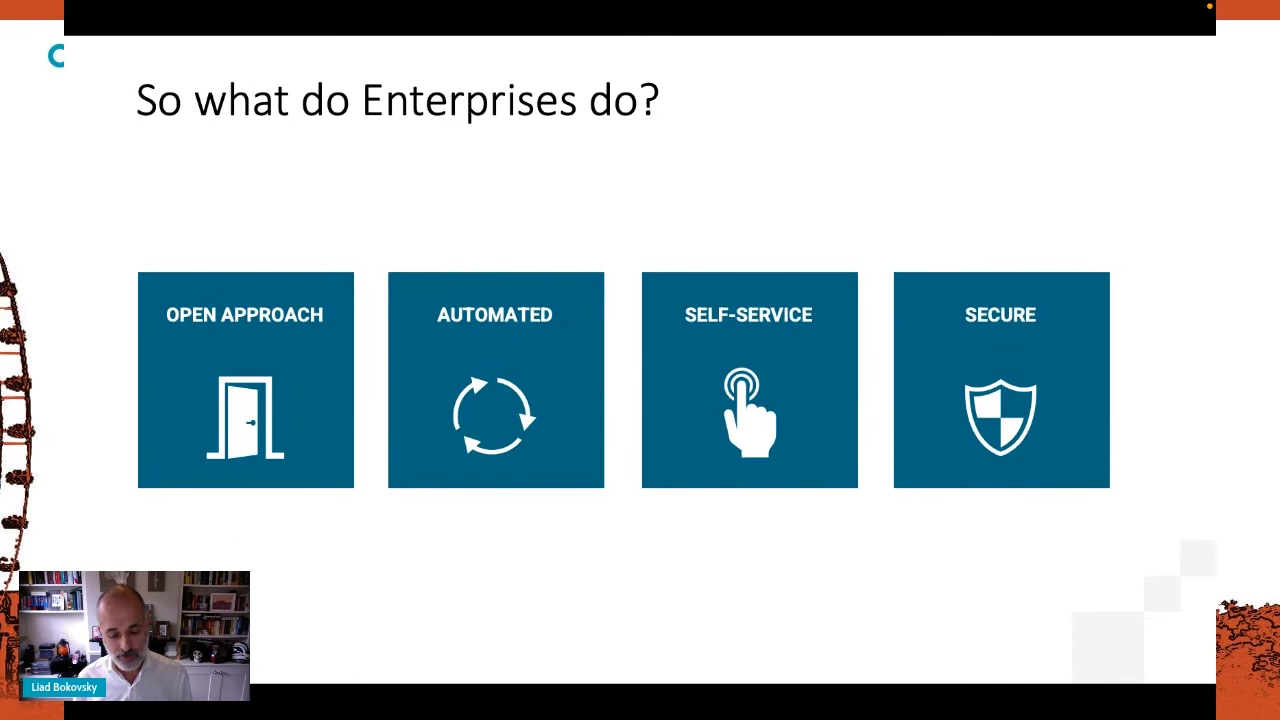 So what do Enterprises do?
OPEN APPROACH
AUTOMATED
SELF-SERVICE
SECURE
Liad Bokovsky